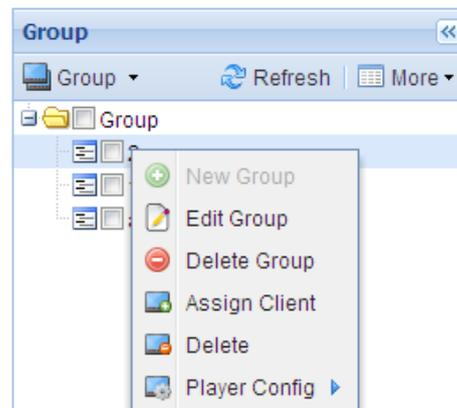 Group
Group Refresh More
Group
New Group
Edit Group
Delete Group
Assign Client
Delete
Player Config